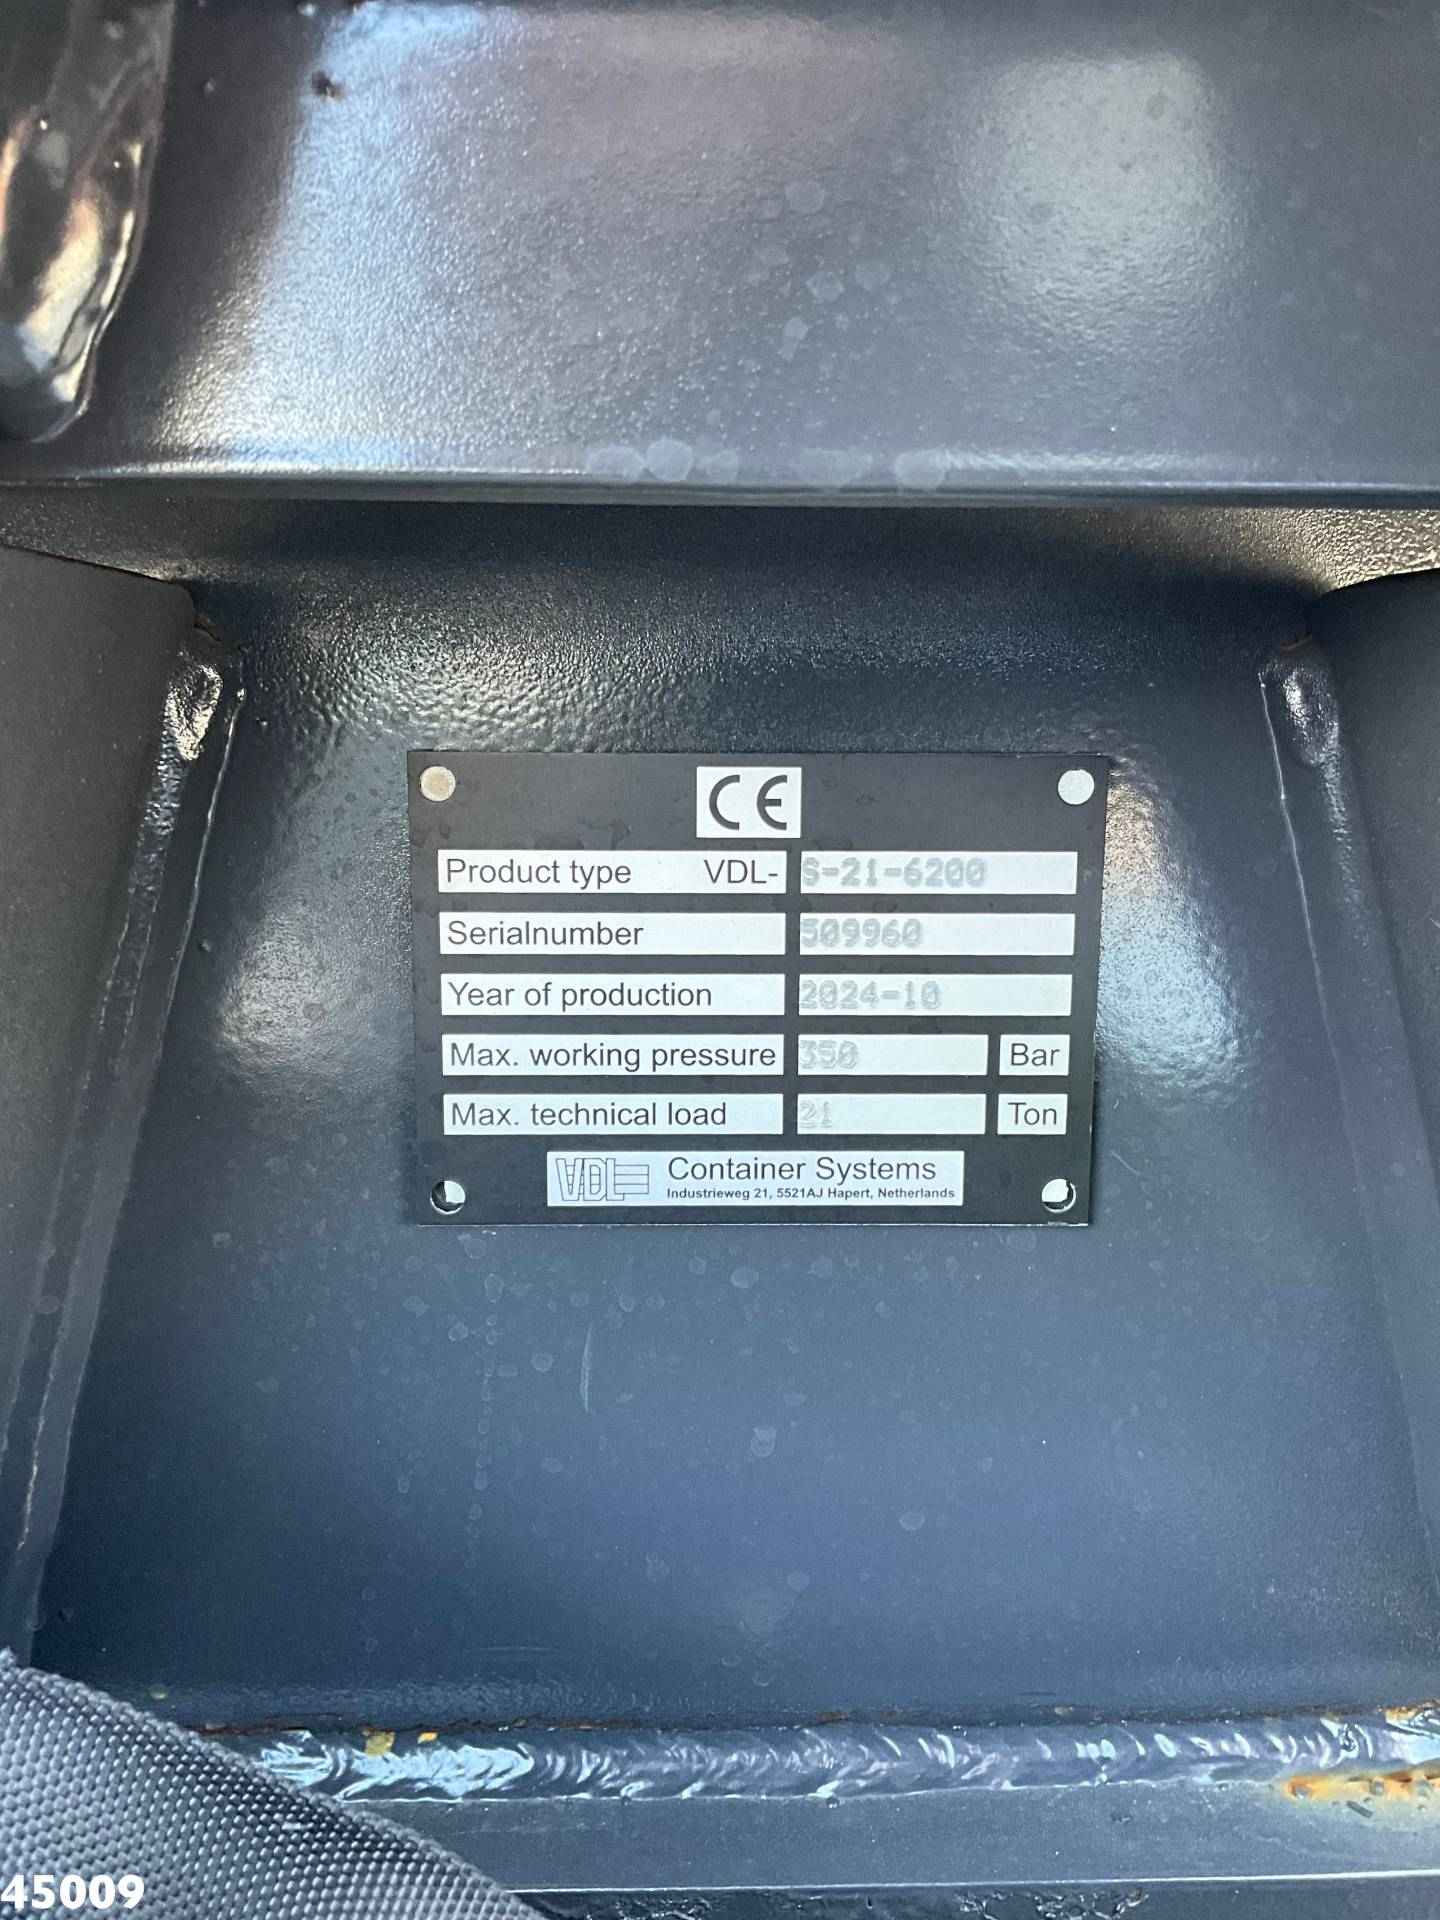 CE
Product type VDL- S-21-6200
Serialnumber 509960
Year of production 2024-10
Max. working pressure 350 Bar
Max. technical load 21 Ton
VDL Container Systems
Industrieweg 21, 5521AJ Hapert, Netherlands
45009